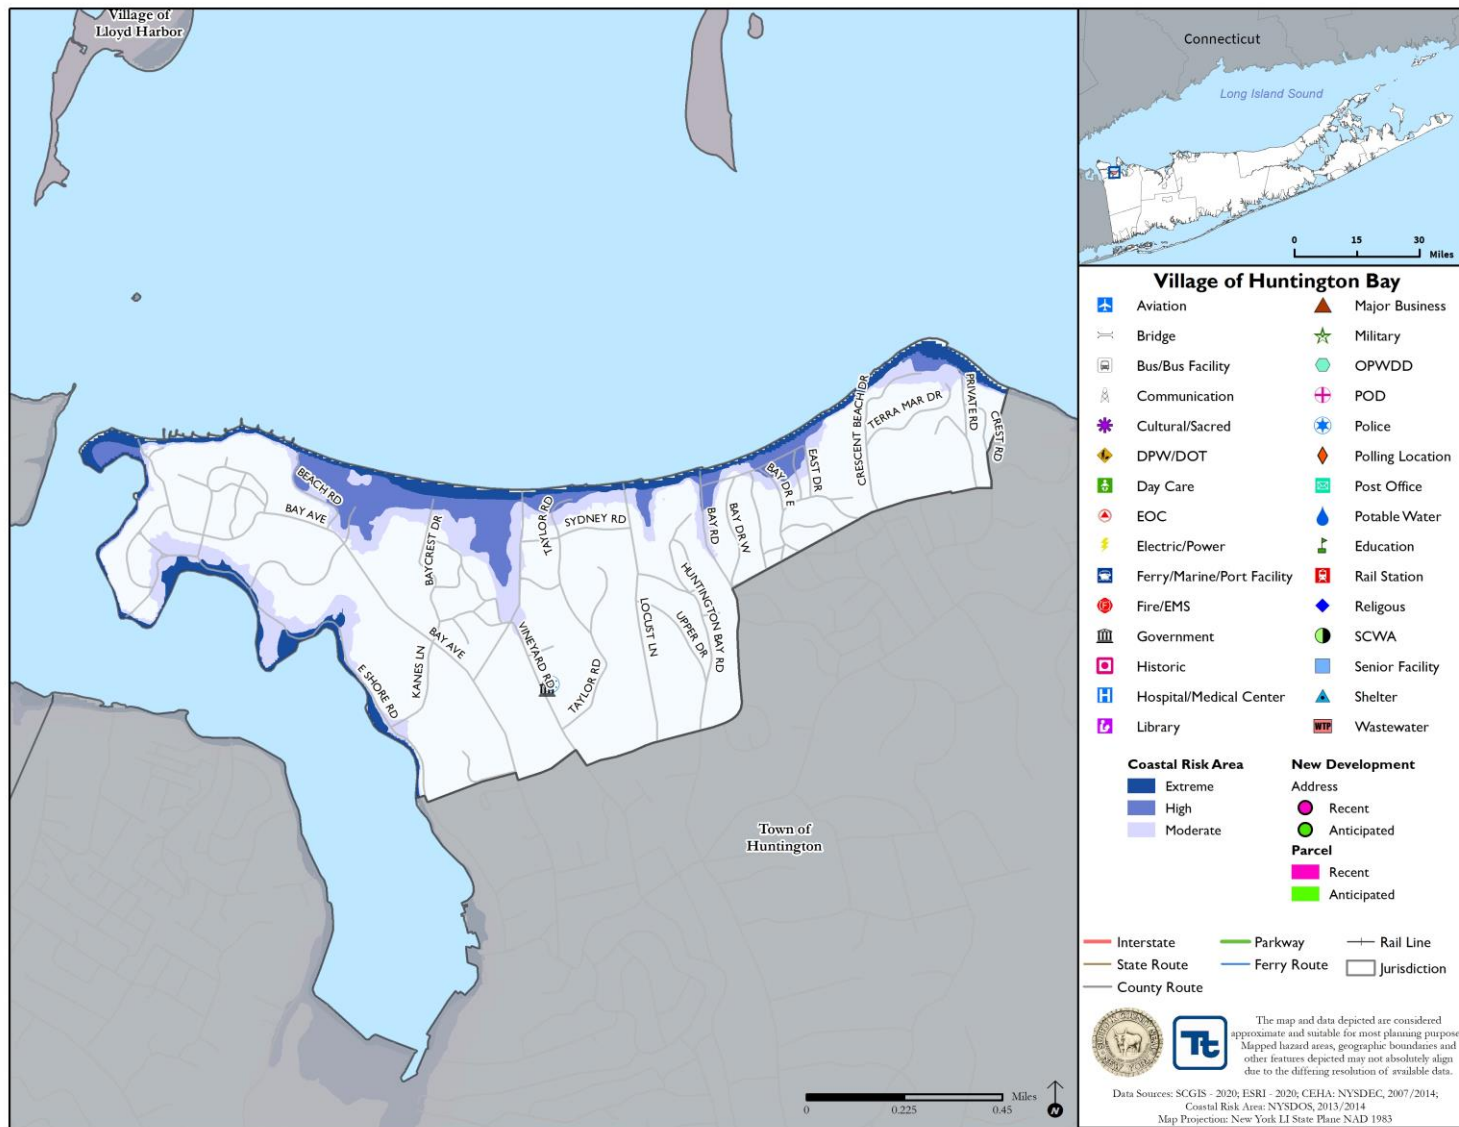 Village of
Lloyd Harbor
BEACH RD
BAY AVE
BAYCREST DR
TAYLOR RD
SYDNEY RD
BAY RD
BAY DR W
BAY DR E
EAST DR
CRESCENT BEACH DR
TERRA MAR DR
PRIVATE RD
CREST RD
E SHORE RD
KANES LN
BAY AVE
VINEYARD RD
TAYLOR RD
LOCUST LN
UPPER DR
HUNTINGTON BAY RD
Town of
Huntington
0 0.225 0.45 Miles
N
Connecticut
Long Island Sound
0 15 30
Miles
Village of Huntington Bay
Aviation
Bridge
Bus/Bus Facility
Communication
Cultural/Sacred
DPW/DOT
Day Care
EOC
Electric/Power
Ferry/Marine/Port Facility
Fire/EMS
Government
Historic
Hospital/Medical Center
Library
Major Business
Military
OPWDD
POD
Police
Polling Location
Post Office
Potable Water
Education
Rail Station
Religous
SCWA
Senior Facility
Shelter
WTP Wastewater
Coastal Risk Area
Extreme
High
Moderate
New Development
Address
Recent
Anticipated
Parcel
Recent
Anticipated
Interstate
State Route
County Route
Parkway
Ferry Route
Rail Line
Jurisdiction
Tt
The map and data depicted are considered
approximate and suitable for most planning purpose
Mapped hazard areas, geographic boundaries and
other features depicted may not absolutely align
due to the differing resolution of available data.
Data Sources: SCGIS - 2020; ESRI - 2020; CEHA: NYSDEC, 2007/2014;
Coastal Risk Area: NYSDOS, 2013/2014
Map Projection: New York LI State Plane NAD 1983